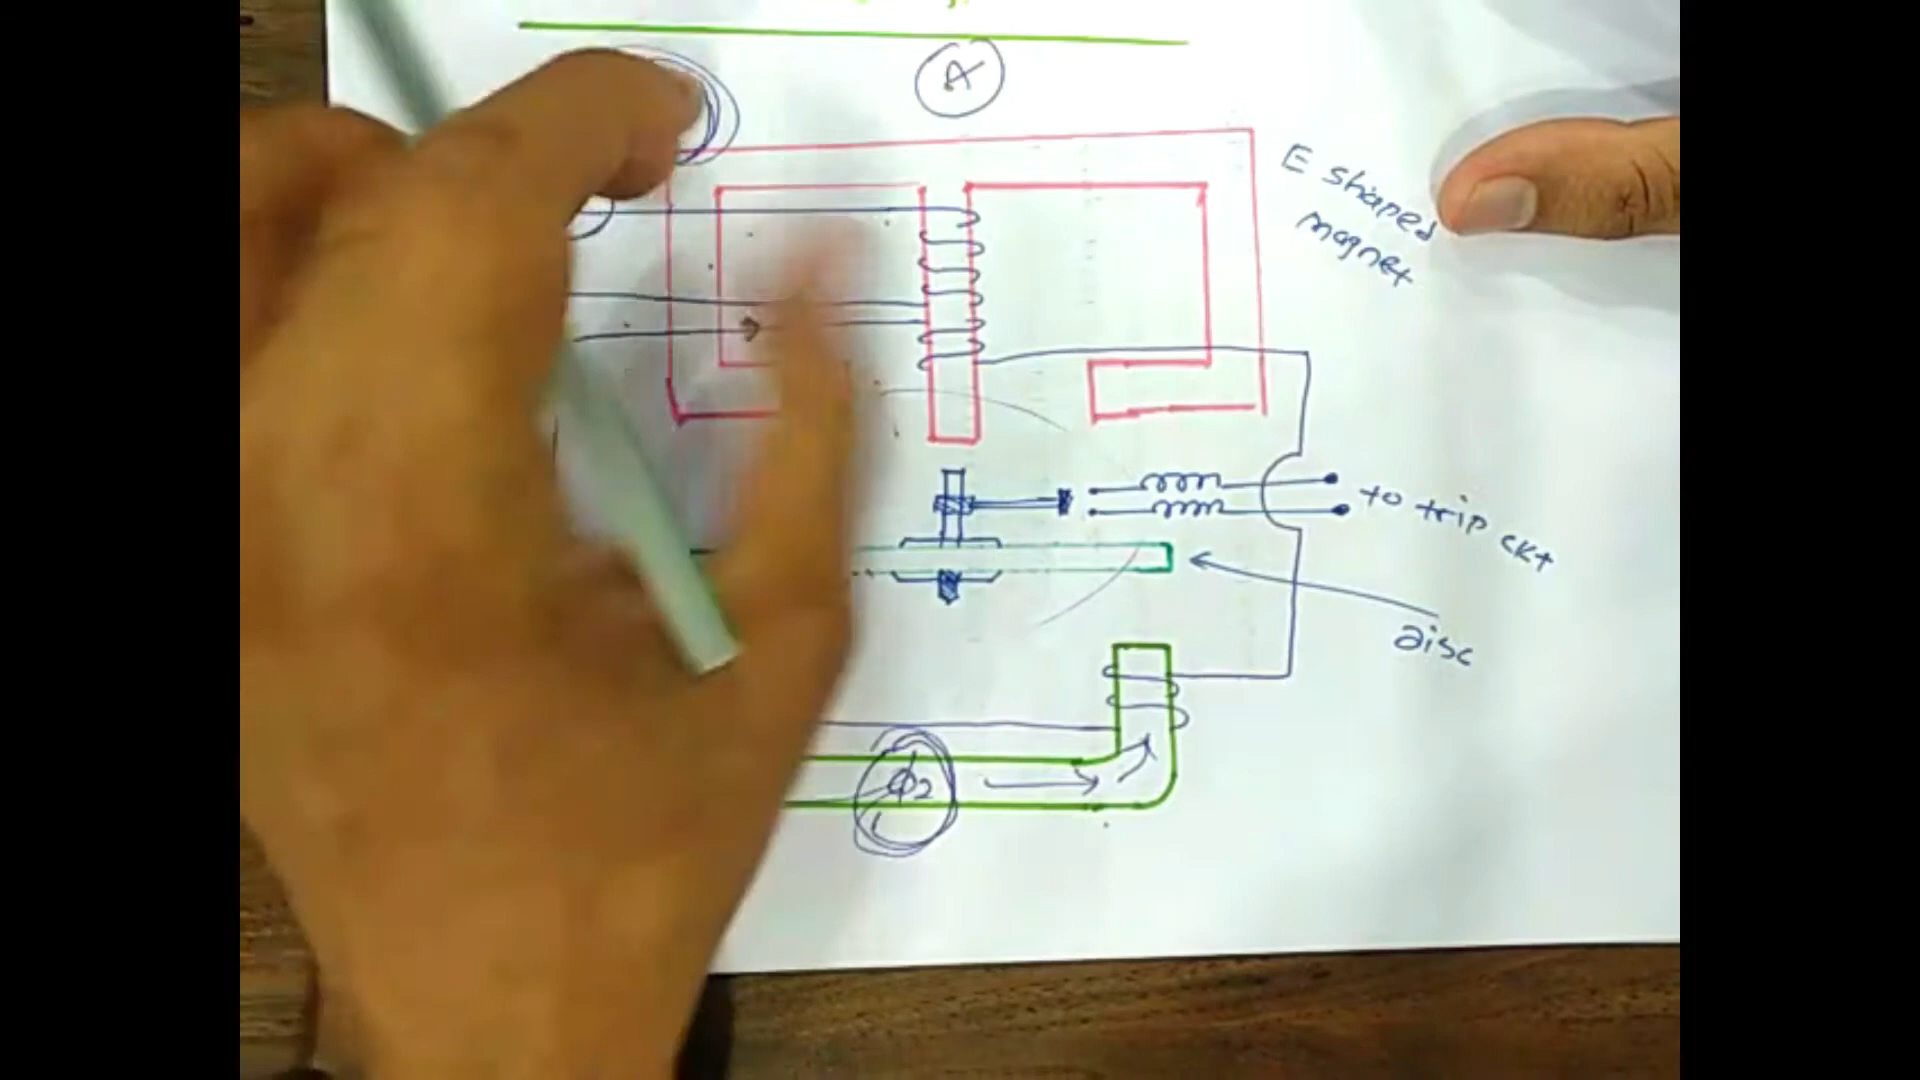 A
E shaped
magnet
to trip ckt
disc
Φ2